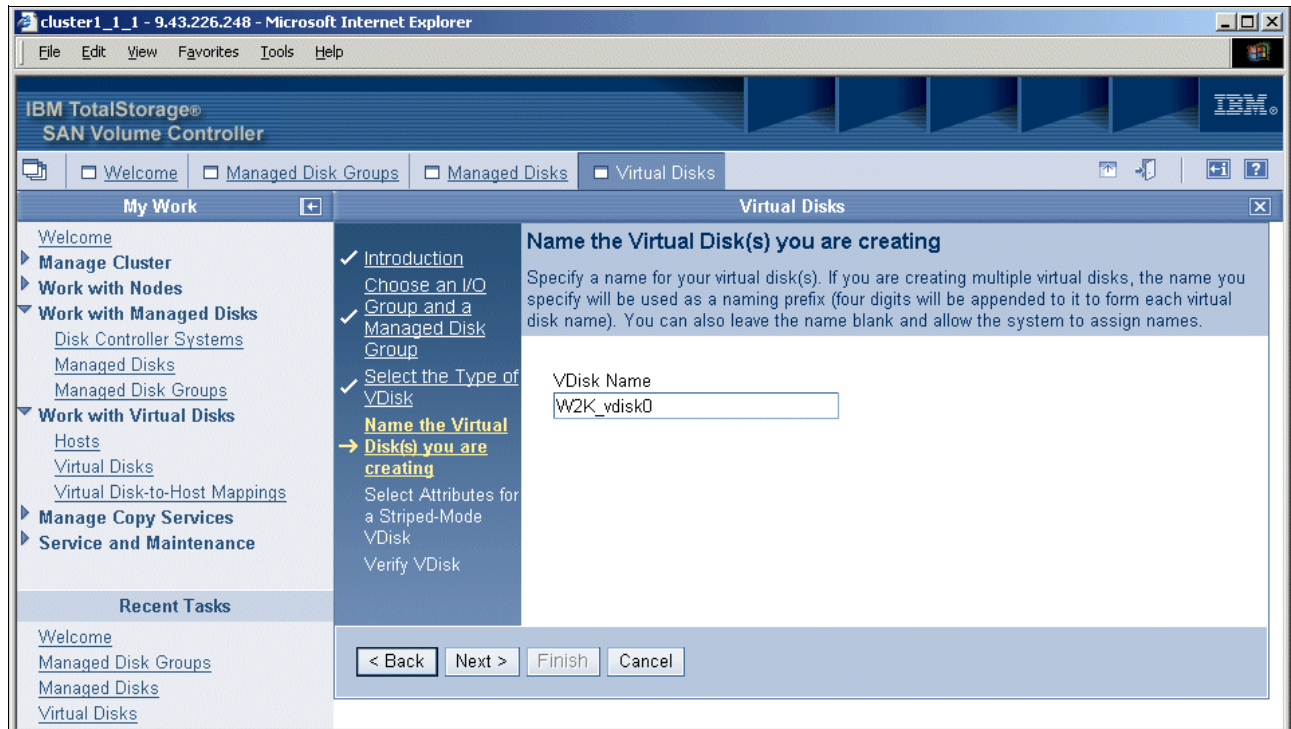 cluster1_1_1 - 9.43.226.248 - Microsoft Internet Explorer
File Edit View Favorites Tools Help
IBM TotalStorage®
SAN Volume Controller
IBM®
Welcome Managed Disk Groups Managed Disks Virtual Disks
My Work
Virtual Disks
Welcome
Manage Cluster
Work with Nodes
Work with Managed Disks
Disk Controller Systems
Managed Disks
Managed Disk Groups
Work with Virtual Disks
Hosts
Virtual Disks
Virtual Disk-to-Host Mappings
Manage Copy Services
Service and Maintenance
Recent Tasks
Welcome
Managed Disk Groups
Managed Disks
Virtual Disks
Introduction
Choose an I/O
Group and a
Managed Disk
Group
Select the Type of
VDisk
Name the Virtual
Disk(s) you are
creating
Select Attributes for
a Striped-Mode
VDisk
Verify VDisk
Name the Virtual Disk(s) you are creating
Specify a name for your virtual disk(s). If you are creating multiple virtual disks, the name you
specify will be used as a naming prefix (four digits will be appended to it to form each virtual
disk name). You can also leave the name blank and allow the system to assign names.
VDisk Name
W2K_vdisk0
< Back Next > Finish Cancel